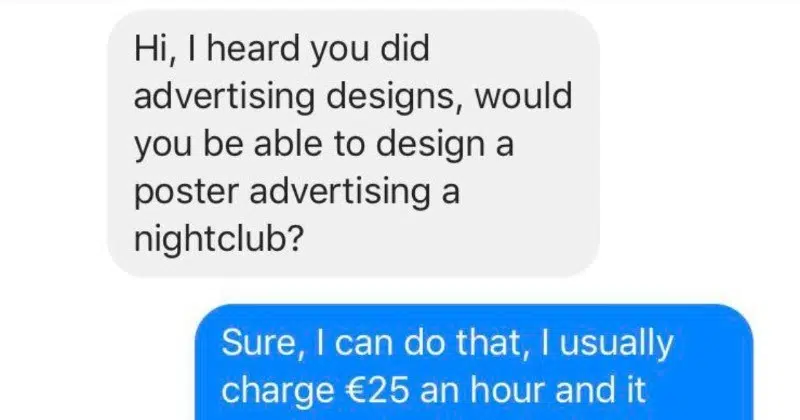 Hi, I heard you did
advertising designs, would
you be able to design a
poster advertising a
nightclub?
Sure, I can do that, I usually
charge €25 an hour and it